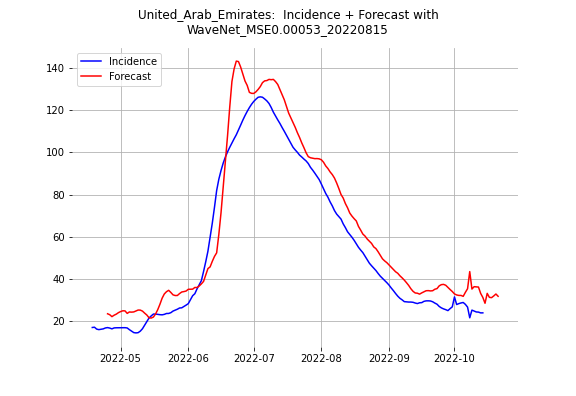 United_Arab_Emirates:  Incidence + Forecast with
WaveNet_MSE0.00053_20220815
Incidence
Forecast
140
120
100
80
60
40
20
2022-05 2022-06 2022-07 2022-08 2022-09 2022-10